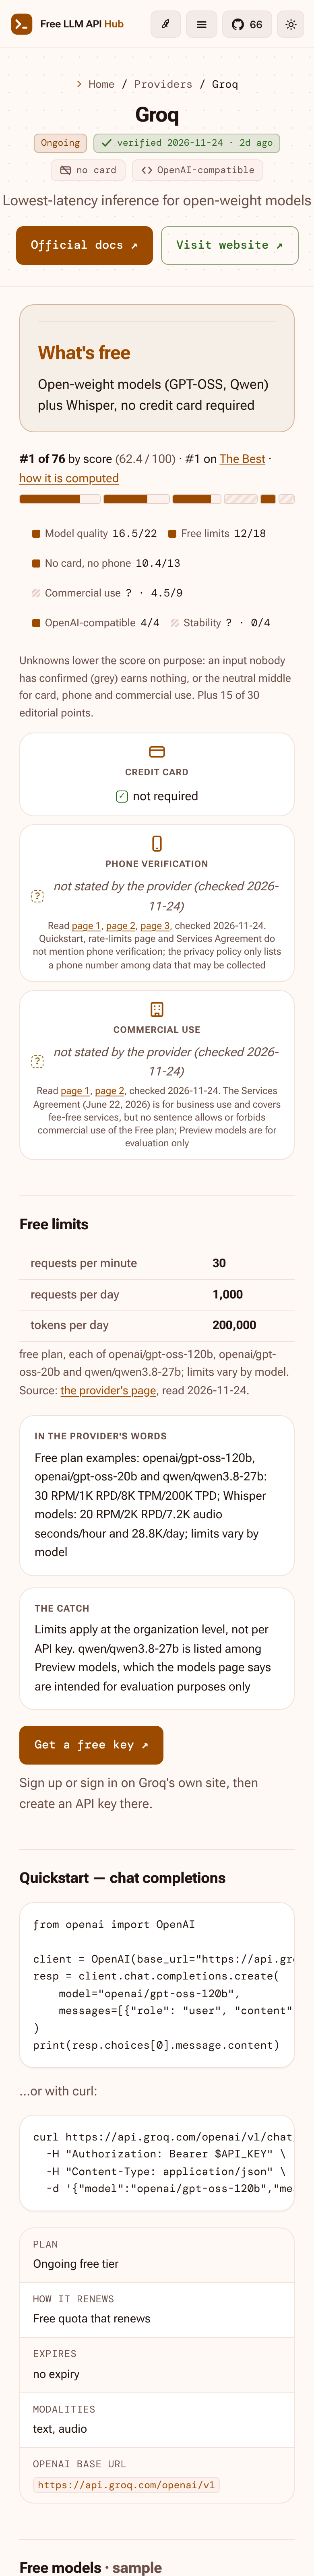 Free LLM API Hub
66
Home / Providers / Groq
Groq
Ongoing
verified 2026-11-24 · 2d ago
no card
OpenAI-compatible
Lowest-latency inference for open-weight models
Official docs ↗
Visit website ↗
What's free
Open-weight models (GPT-OSS, Qwen)
plus Whisper, no credit card required
#1 of 76 by score (62.4 / 100) · #1 on The Best ·
how it is computed
Model quality 16.5/22
Free limits 12/18
No card, no phone 10.4/13
Commercial use ? · 4.5/9
OpenAI-compatible 4/4
Stability ? · 0/4
Unknowns lower the score on purpose: an input nobody
has confirmed (grey) earns nothing, or the neutral middle
for card, phone and commercial use. Plus 15 of 30
editorial points.
CREDIT CARD
✓ not required
PHONE VERIFICATION
? not stated by the provider (checked 2026-
11-24)
Read page 1, page 2, page 3, checked 2026-11-24.
Quickstart, rate-limits page and Services Agreement do
not mention phone verification; the privacy policy only lists
a phone number among data that may be collected
COMMERCIAL USE
? not stated by the provider (checked 2026-
11-24)
Read page 1, page 2, checked 2026-11-24. The Services
Agreement (June 22, 2026) is for business use and covers
fee-free services, but no sentence allows or forbids
commercial use of the Free plan; Preview models are for
evaluation only
Free limits
requests per minute 30
requests per day 1,000
tokens per day 200,000
free plan, each of openai/gpt-oss-120b, openai/gpt-
oss-20b and qwen/qwen3.8-27b; limits vary by model.
Source: the provider's page, read 2026-11-24.
IN THE PROVIDER'S WORDS
Free plan examples: openai/gpt-oss-120b,
openai/gpt-oss-20b and qwen/qwen3.8-27b:
30 RPM/1K RPD/8K TPM/200K TPD; Whisper
models: 20 RPM/2K RPD/7.2K audio
seconds/hour and 28.8K/day; limits vary by
model
THE CATCH
Limits apply at the organization level, not per
API key. qwen/qwen3.8-27b is listed among
Preview models, which the models page says
are intended for evaluation purposes only
Get a free key ↗
Sign up or sign in on Groq's own site, then
create an API key there.
Quickstart — chat completions
from openai import OpenAI
client = OpenAI(base_url="https://api.gr
resp = client.chat.completions.create(
model="openai/gpt-oss-120b",
messages=[{"role": "user", "content"
)
print(resp.choices[0].message.content)
…or with curl:
curl https://api.groq.com/openai/v1/chat
-H "Authorization: Bearer $API_KEY" \
-H "Content-Type: application/json" \
-d '{"model":"openai/gpt-oss-120b","me
PLAN
Ongoing free tier
HOW IT RENEWS
Free quota that renews
EXPIRES
no expiry
MODALITIES
text, audio
OPENAI BASE URL
https://api.groq.com/openai/v1
Free models · sample